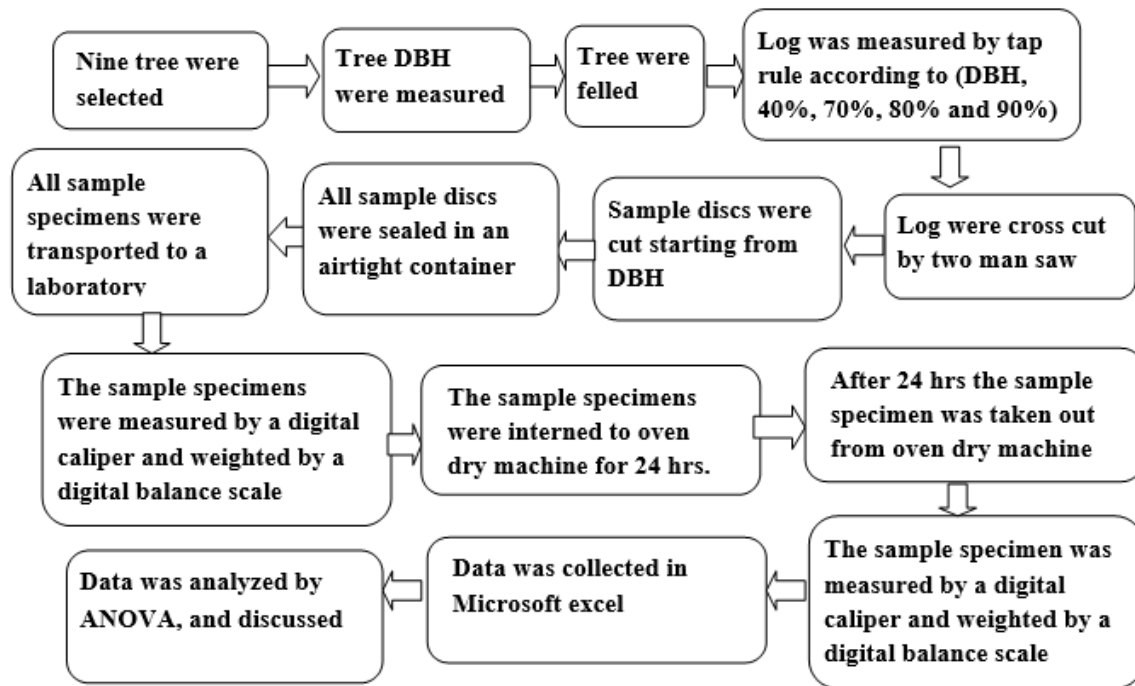 Nine tree were
selected
Tree DBH
were measured
Tree were
felled
Log was measured by tap
rule according to (DBH,
40%, 70%, 80% and 90%)
Log were cross cut
by two man saw
Sample discs were
cut starting from
DBH
All sample discs
were sealed in an
airtight container
All sample
specimens were
transported to a
laboratory
The sample specimens
were measured by a digital
caliper and weighted by a
digital balance scale
The sample specimens
were interned to oven
dry machine for 24 hrs.
After 24 hrs the sample
specimen was taken out
from oven dry machine
The sample specimen was
measured by a digital
caliper and weighted by a
digital balance scale
Data was collected in
Microsoft excel
Data was analyzed by
ANOVA, and discussed